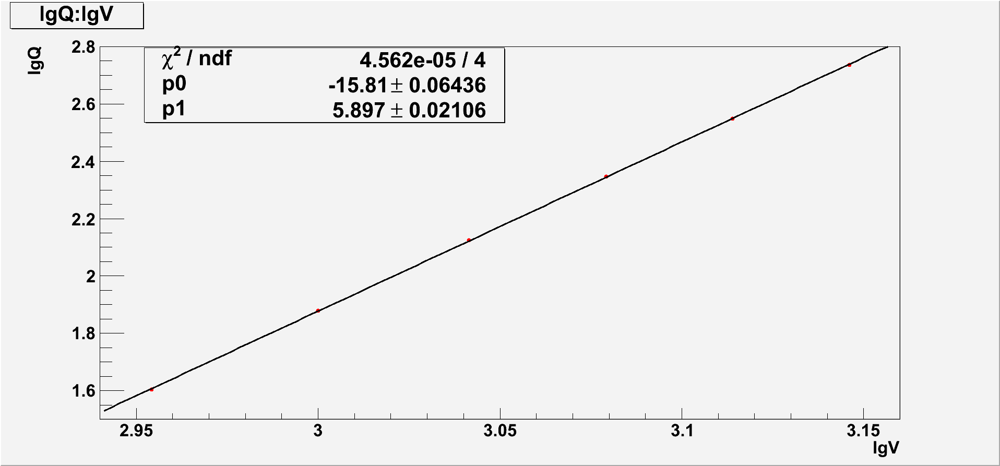 lgQ:lgV
lgQ
χ² / ndf 4.562e-05 / 4
p0 -15.81 ± 0.06436
p1 5.897 ± 0.02106
2.8
2.6
2.4
2.2
2
1.8
1.6
2.95 3 3.05 3.1 3.15
lgV